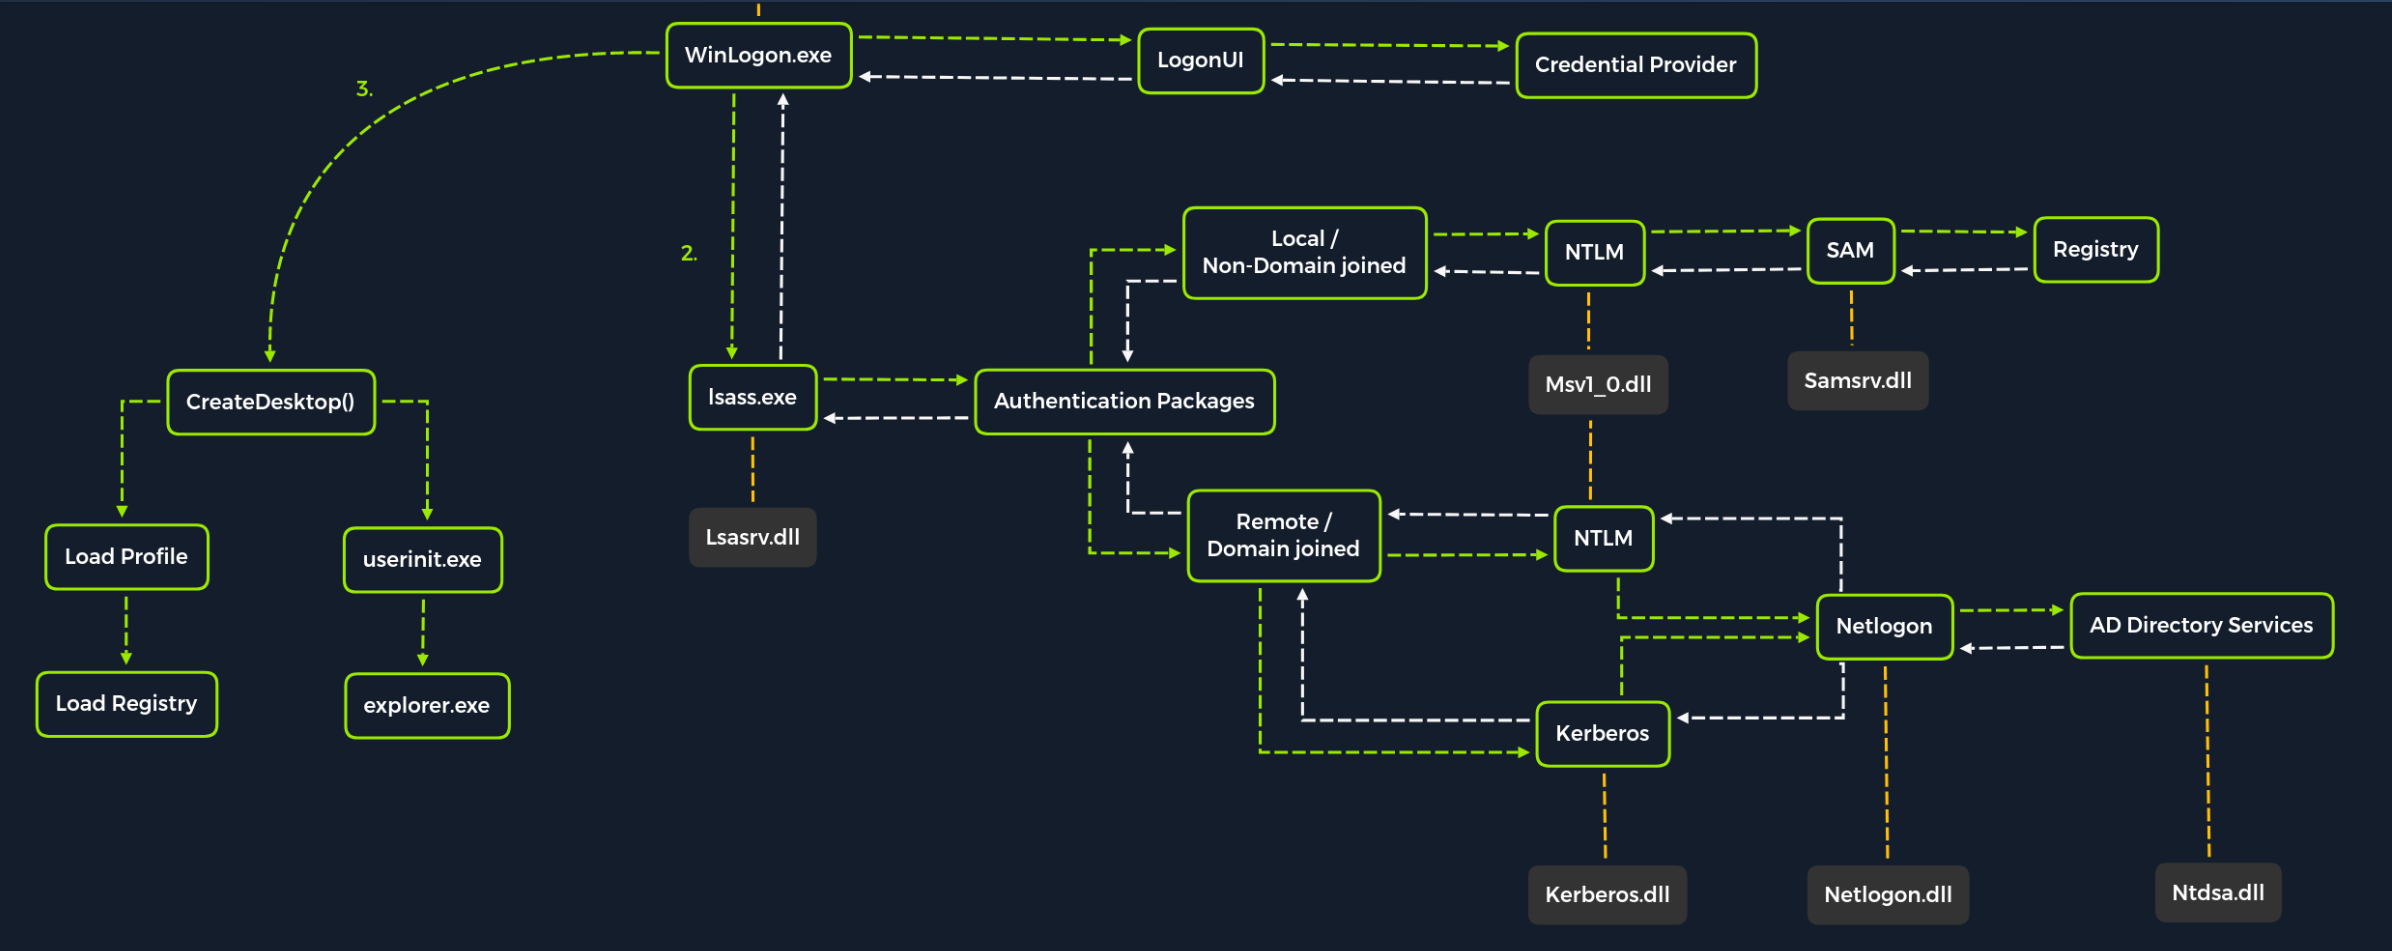 WinLogon.exe
LogonUI
Credential Provider
3.
2.
Local /
Non-Domain joined
NTLM
SAM
Registry
CreateDesktop()
lsass.exe
Authentication Packages
Msv1_0.dll
Samsrv.dll
Load Profile
userinit.exe
Lsasrv.dll
Remote /
Domain joined
NTLM
Netlogon
AD Directory Services
Load Registry
explorer.exe
Kerberos
Kerberos.dll
Netlogon.dll
Ntdsa.dll